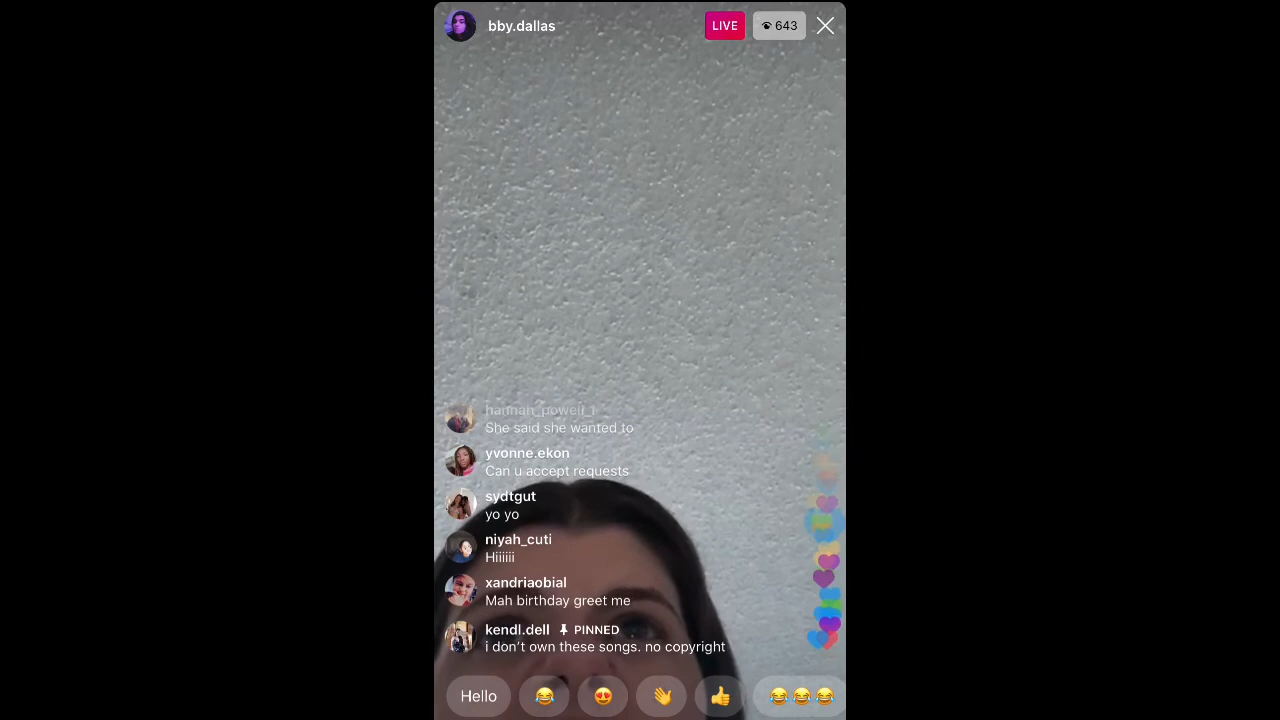 bby.dallas
LIVE
643
hannah_powell_1
She said she wanted to
yvonne.ekon
Can u accept requests
sydtgut
yo yo
niyah_cuti
Hiiiiii
xandriaobial
Mah birthday greet me
kendl.dell PINNED
i don't own these songs. no copyright
Hello